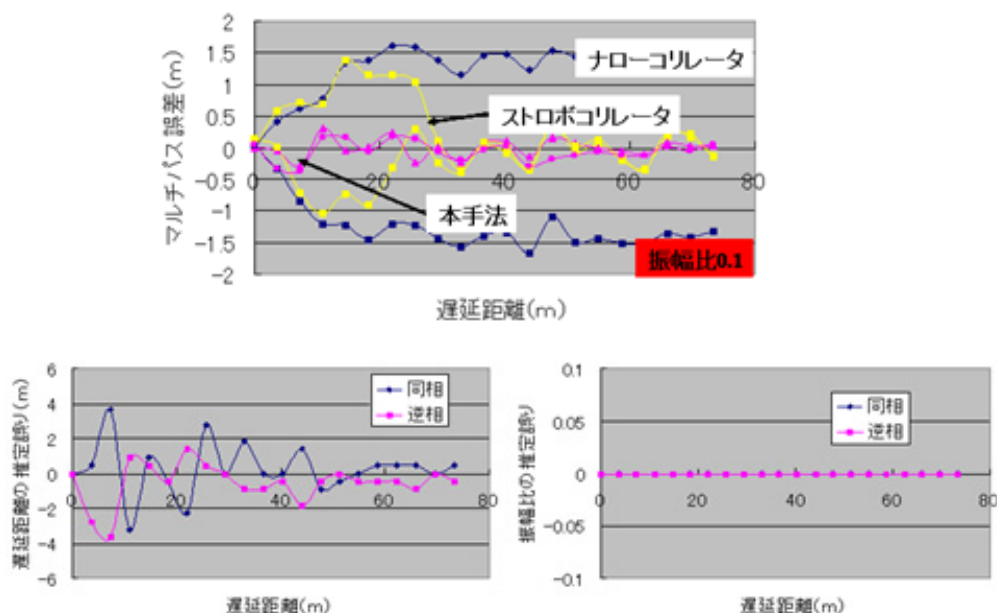 2
1.5
1
0.5
0
-0.5
-1
-1.5
-2
マルチパス誤差(m)
ナローコリレータ
ストロボコリレータ
本手法
振幅比0.1
0 20 40 60 80
遅延距離(m)
6
4
2
0
-2
-4
-6
遅延距離の推定誤り(m)
同相
逆相
0 20 40 60 80
遅延距離(m)
0.1
0.05
0
-0.05
-0.1
振幅比の推定誤り
同相
逆相
0 20 40 60 80
遅延距離(m)